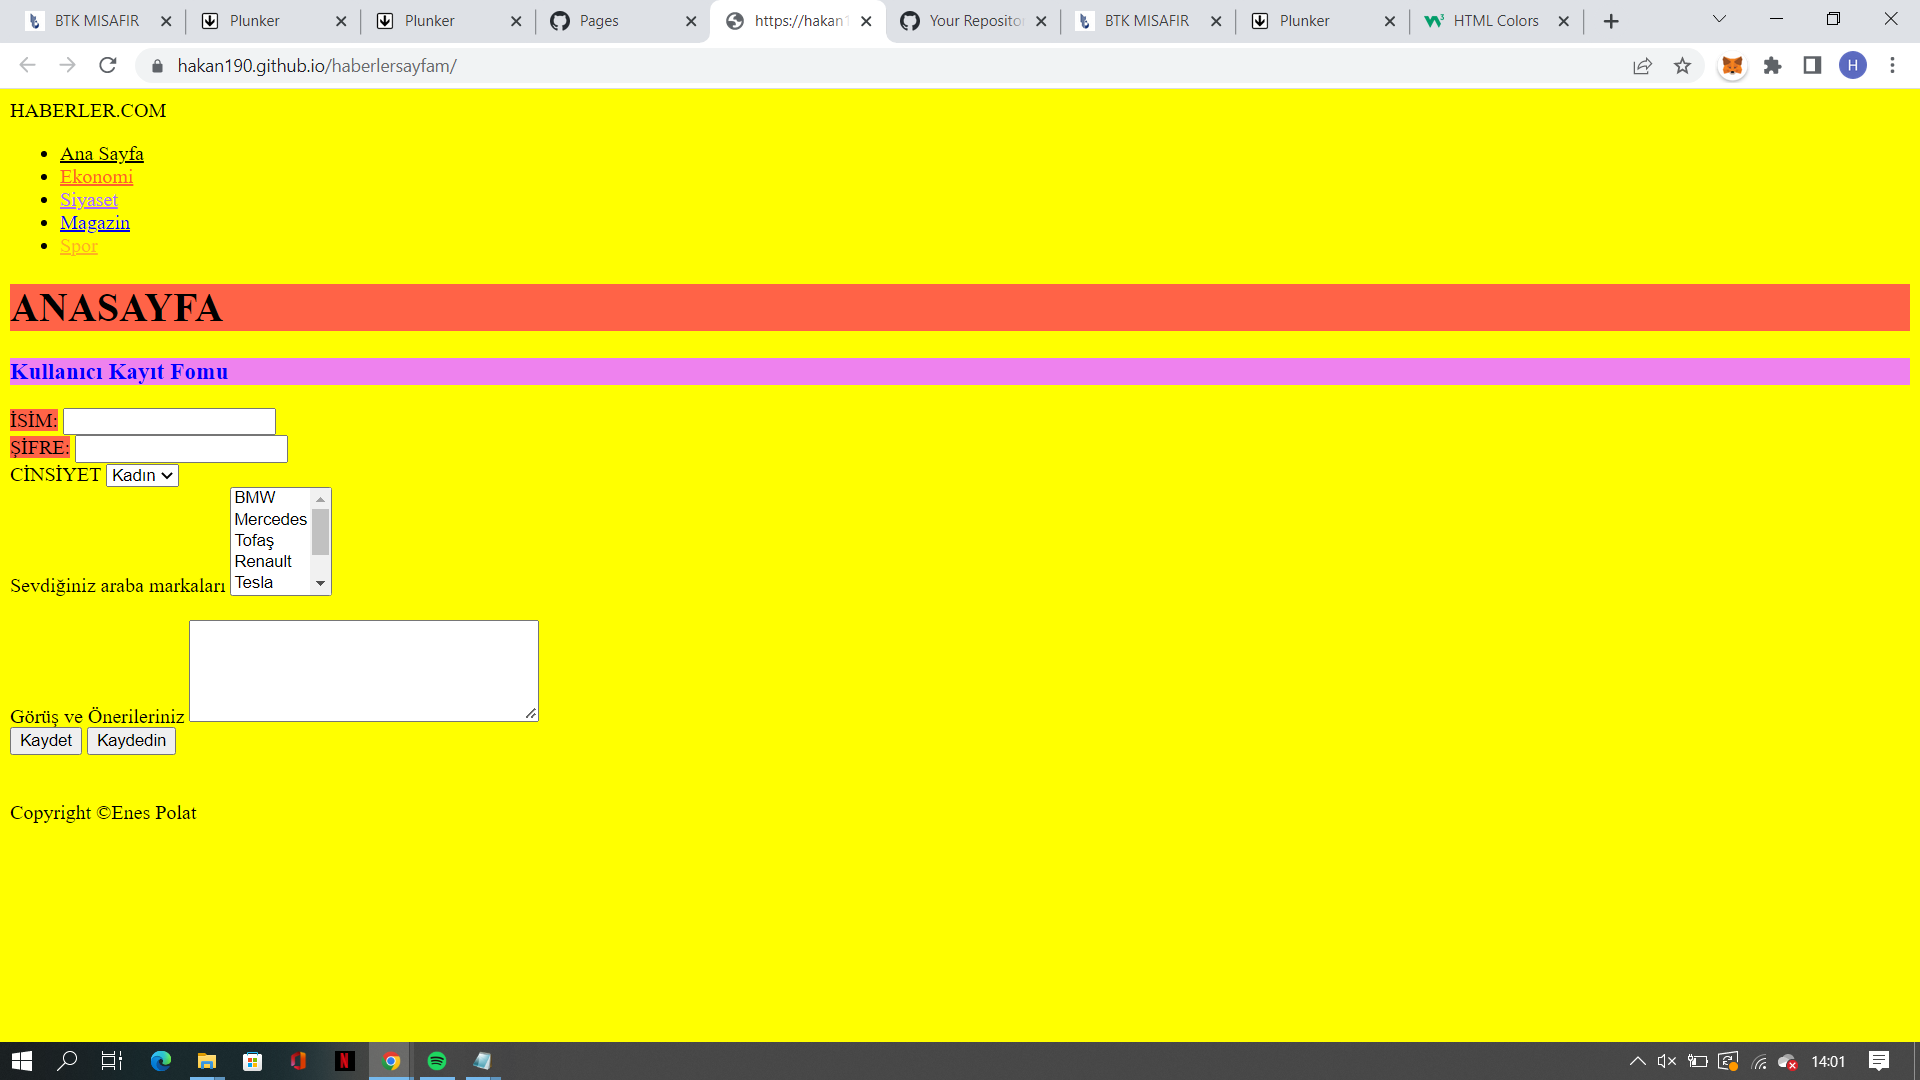 BTK MISAFIR
Plunker
Plunker
Pages
https://hakan1
Your Reposito
BTK MISAFIR
Plunker
HTML Colors
hakan190.github.io/haberlersayfam/
H
HABERLER.COM
Ana Sayfa
Ekonomi
Siyaset
Magazin
Spor
ANASAYFA
Kullanıcı Kayıt Fomu
İSİM:
ŞİFRE:
CİNSİYET Kadın
BMW
Mercedes
Tofaş
Renault
Tesla
Sevdiğiniz araba markaları
Görüş ve Önerileriniz
Kaydet Kaydedin
Copyright ©Enes Polat
14:01